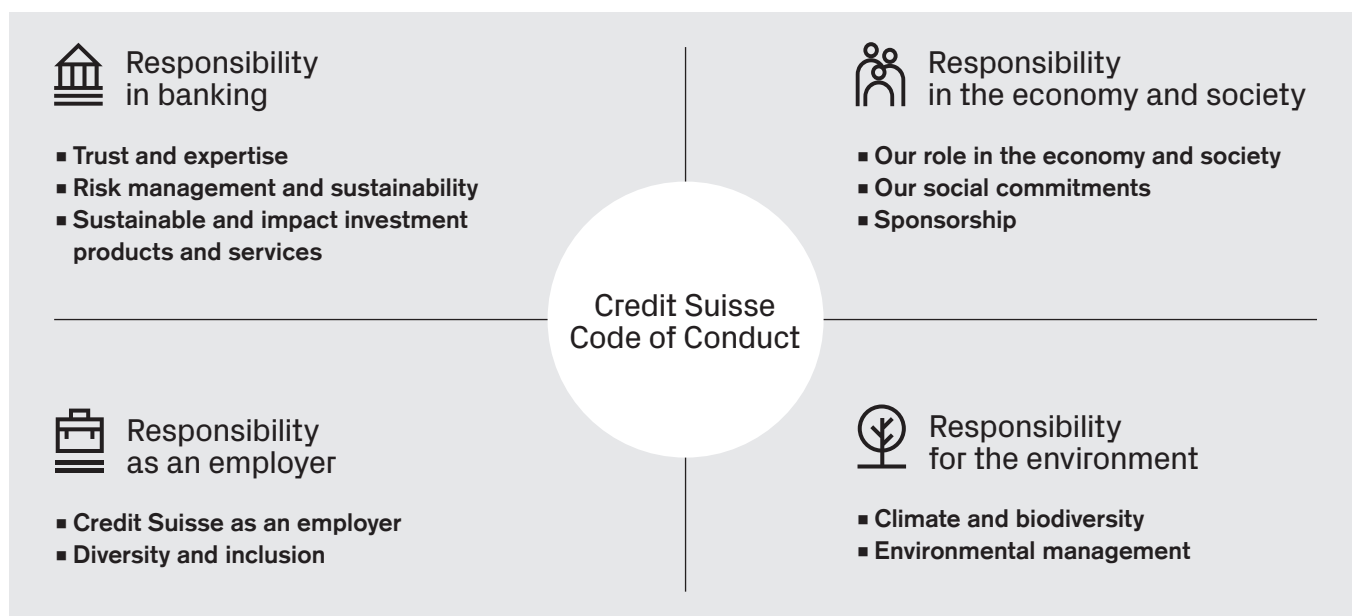 Responsibility
in banking
■ Trust and expertise
■ Risk management and sustainability
■ Sustainable and impact investment
products and services
Responsibility
in the economy and society
■ Our role in the economy and society
■ Our social commitments
■ Sponsorship
Credit Suisse
Code of Conduct
Responsibility
as an employer
■ Credit Suisse as an employer
■ Diversity and inclusion
Responsibility
for the environment
■ Climate and biodiversity
■ Environmental management